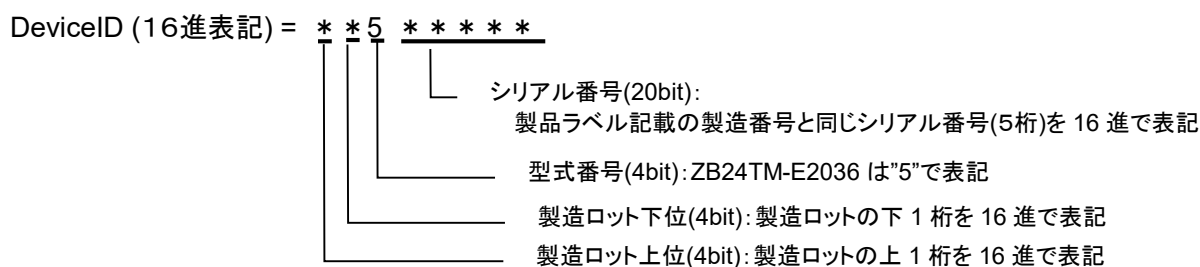 DeviceID (16進表記) = * * 5 * * * * *
シリアル番号(20bit):
製品ラベル記載の製造番号と同じシリアル番号(5桁)を 16 進で表記
型式番号(4bit):ZB24TM-E2036 は"5"で表記
製造ロット下位(4bit):製造ロットの下 1 桁を 16 進で表記
製造ロット上位(4bit):製造ロットの上 1 桁を 16 進で表記